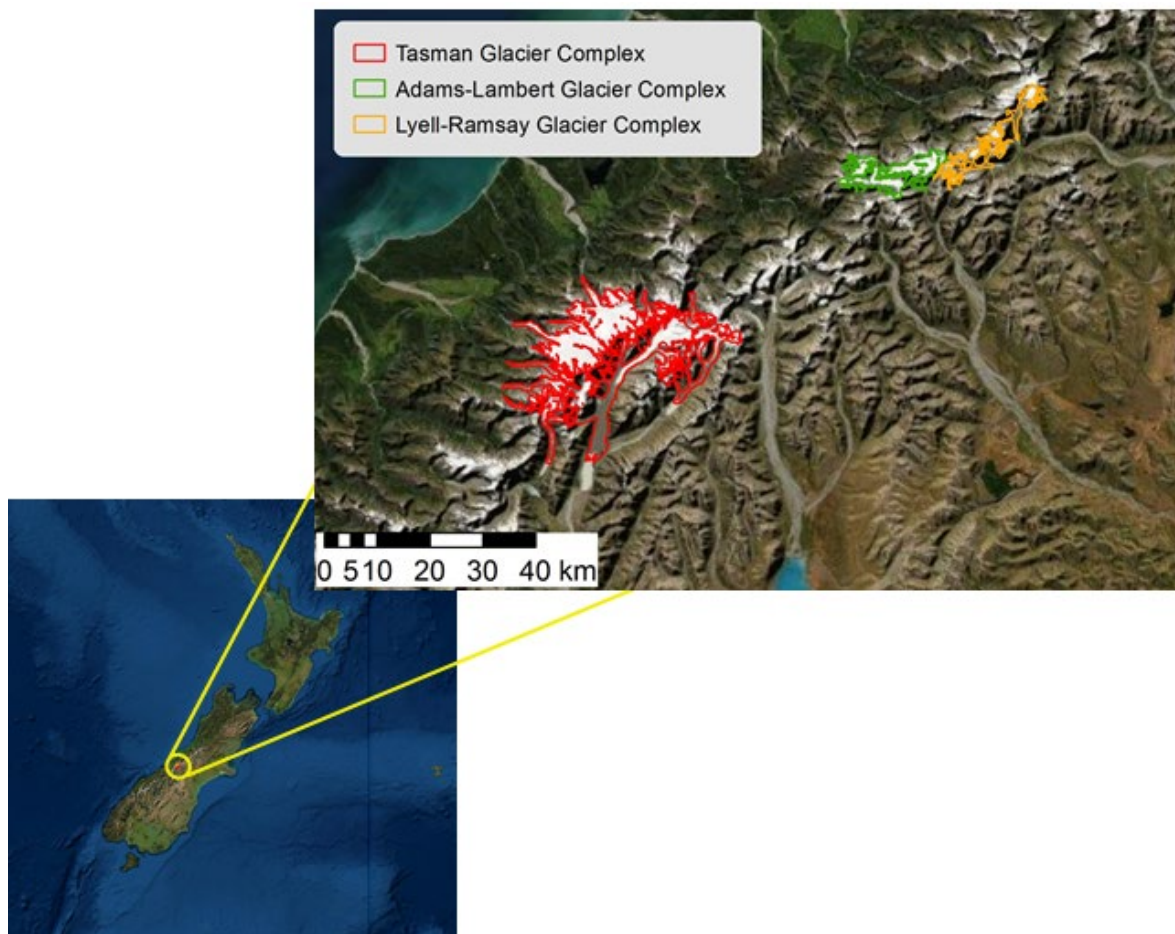 Tasman Glacier Complex
Adams-Lambert Glacier Complex
Lyell-Ramsay Glacier Complex
0 5 10 20 30 40 km